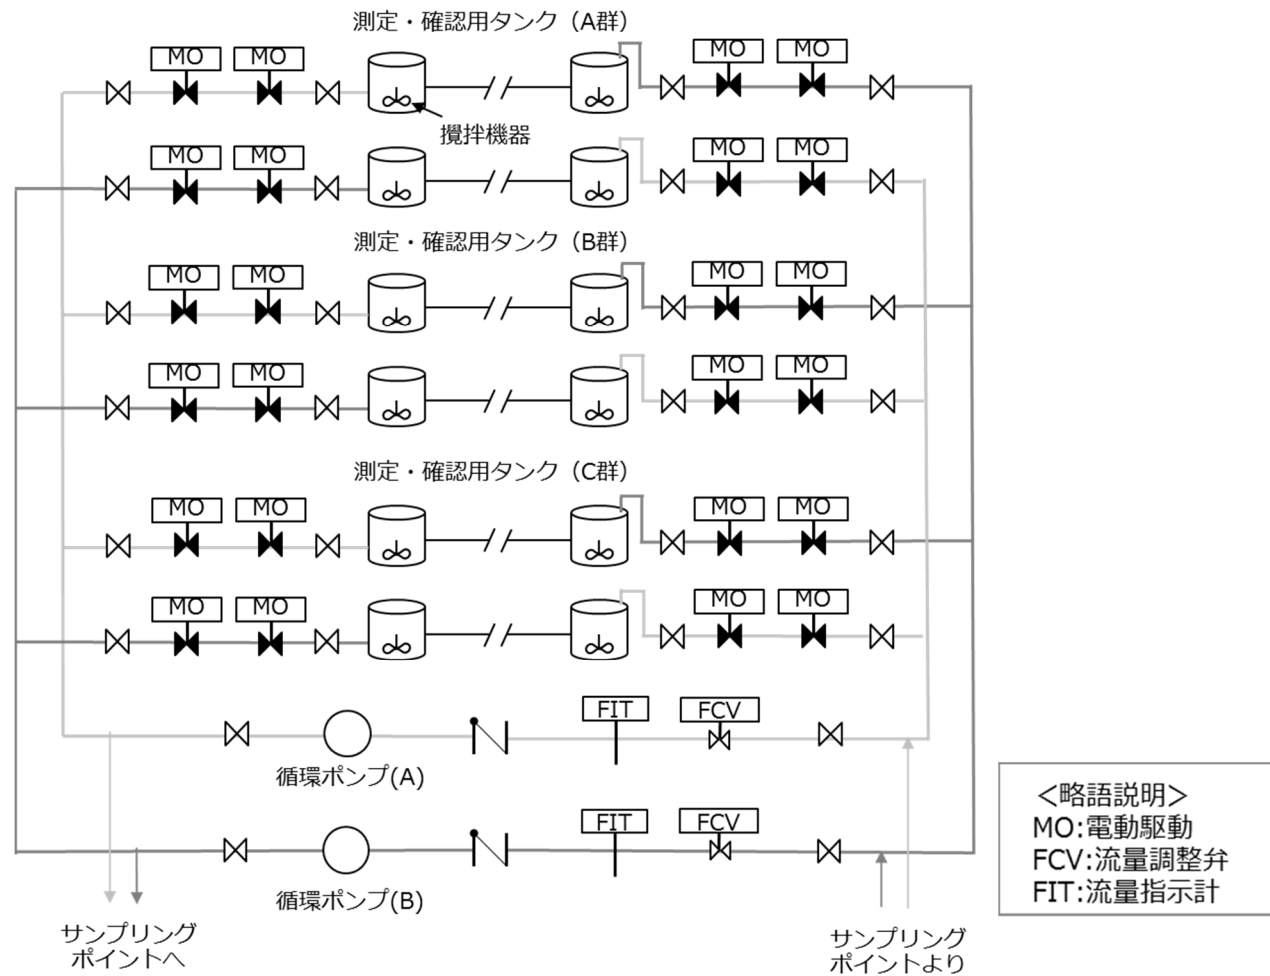 測定・確認用タンク（A群）
MO MO MO MO
攪拌機器
MO MO MO MO
測定・確認用タンク（B群）
MO MO MO MO
MO MO MO MO
測定・確認用タンク（C群）
MO MO MO MO
MO MO MO MO
FIT FCV
循環ポンプ(A)
FIT FCV
循環ポンプ(B)
サンプリング
ポイントへ
サンプリング
ポイントより
＜略語説明＞
MO:電動駆動
FCV:流量調整弁
FIT:流量指示計